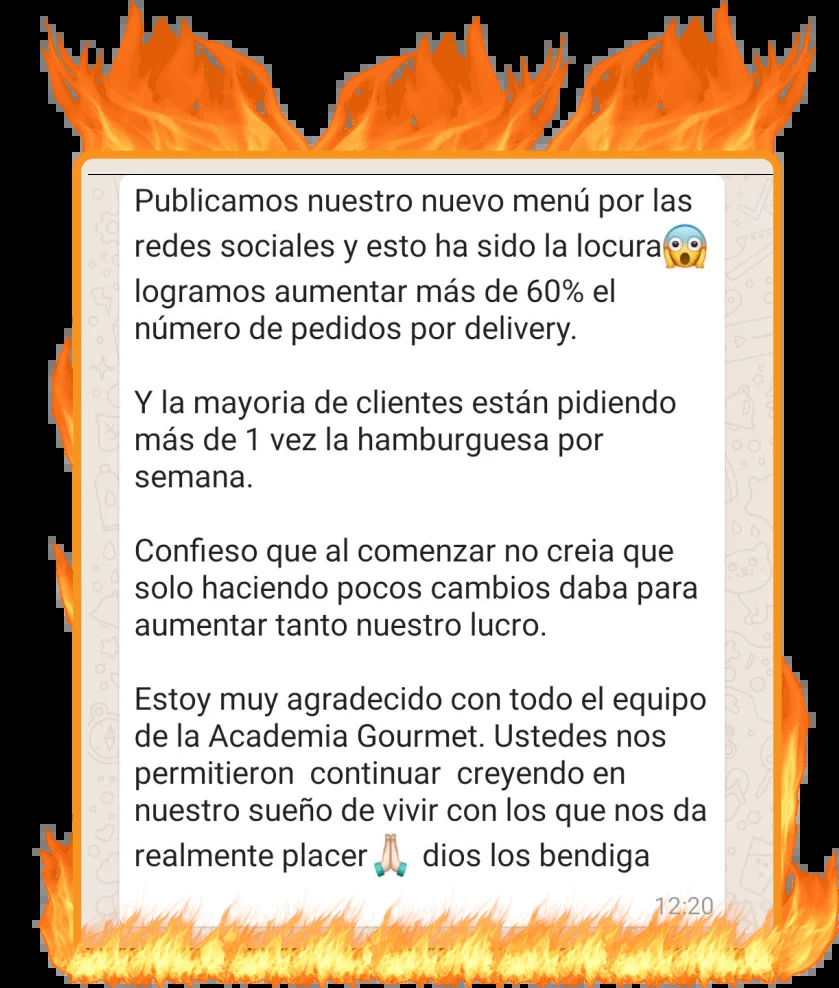 Publicamos nuestro nuevo menú por las
redes sociales y esto ha sido la locura😱
logramos aumentar más de 60% el
número de pedidos por delivery.
Y la mayoria de clientes están pidiendo
más de 1 vez la hamburguesa por
semana.
Confieso que al comenzar no creia que
solo haciendo pocos cambios daba para
aumentar tanto nuestro lucro.
Estoy muy agradecido con todo el equipo
de la Academia Gourmet. Ustedes nos
permitieron continuar creyendo en
nuestro sueño de vivir con los que nos da
realmente placer🙏🏻 dios los bendiga
12:20